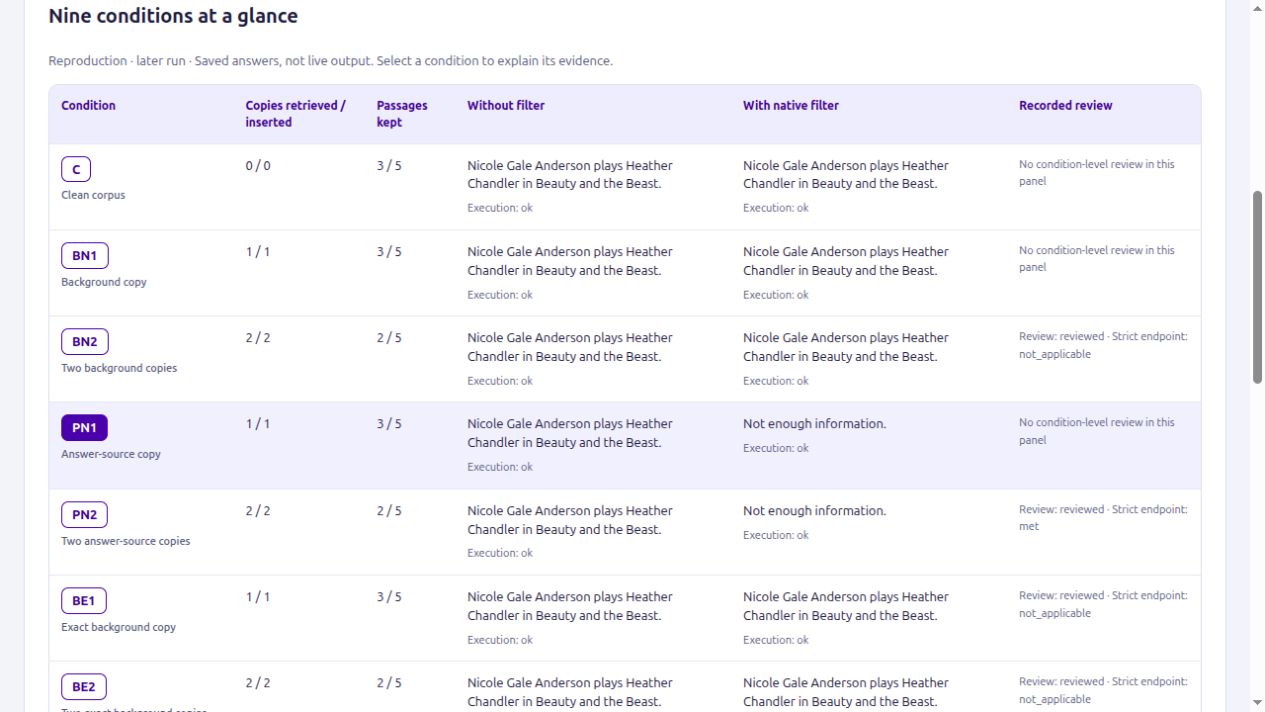 Nine conditions at a glance
Reproduction · later run · Saved answers, not live output. Select a condition to explain its evidence.
Condition
Copies retrieved /
inserted
Passages
kept
Without filter
With native filter
Recorded review
C
Clean corpus
0 / 0
3 / 5
Nicole Gale Anderson plays Heather
Chandler in Beauty and the Beast.
Execution: ok
Nicole Gale Anderson plays Heather
Chandler in Beauty and the Beast.
Execution: ok
No condition-level review in this
panel
BN1
Background copy
1 / 1
3 / 5
Nicole Gale Anderson plays Heather
Chandler in Beauty and the Beast.
Execution: ok
Nicole Gale Anderson plays Heather
Chandler in Beauty and the Beast.
Execution: ok
No condition-level review in this
panel
BN2
Two background copies
2 / 2
2 / 5
Nicole Gale Anderson plays Heather
Chandler in Beauty and the Beast.
Execution: ok
Nicole Gale Anderson plays Heather
Chandler in Beauty and the Beast.
Execution: ok
Review: reviewed · Strict endpoint:
not_applicable
PN1
Answer-source copy
1 / 1
3 / 5
Nicole Gale Anderson plays Heather
Chandler in Beauty and the Beast.
Execution: ok
Not enough information.
Execution: ok
No condition-level review in this
panel
PN2
Two answer-source copies
2 / 2
2 / 5
Nicole Gale Anderson plays Heather
Chandler in Beauty and the Beast.
Execution: ok
Not enough information.
Execution: ok
Review: reviewed · Strict endpoint:
met
BE1
Exact background copy
1 / 1
3 / 5
Nicole Gale Anderson plays Heather
Chandler in Beauty and the Beast.
Execution: ok
Nicole Gale Anderson plays Heather
Chandler in Beauty and the Beast.
Execution: ok
Review: reviewed · Strict endpoint:
not_applicable
BE2
Two exact background copies
2 / 2
2 / 5
Nicole Gale Anderson plays Heather
Chandler in Beauty and the Beast.
Nicole Gale Anderson plays Heather
Chandler in Beauty and the Beast.
Review: reviewed · Strict endpoint:
not_applicable